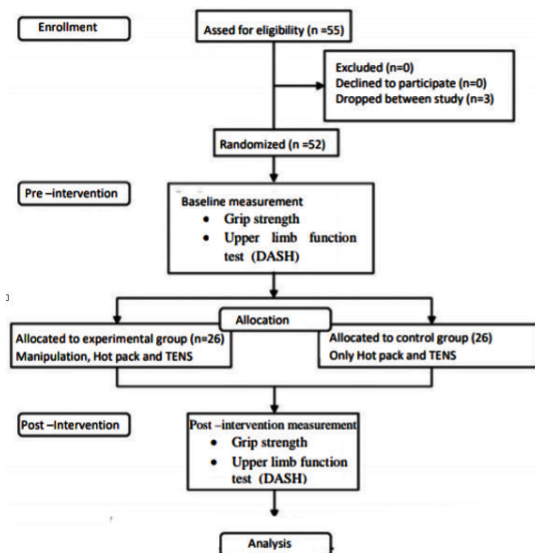 Enrollment
Assed for eligibility (n =55)
Excluded (n=0)
Declined to participate (n=0)
Dropped between study (n=3)
Randomized (n =52)
Pre –intervention
Baseline measurement
• Grip strength
• Upper limb function
test (DASH)
Allocation
Allocated to experimental group (n=26)
Manipulation, Hot pack and TENS
Allocated to control group (26)
Only Hot pack and TENS
Post –Intervention
Post –intervention measurement
• Grip strength
• Upper limb function
test (DASH)
Analysis